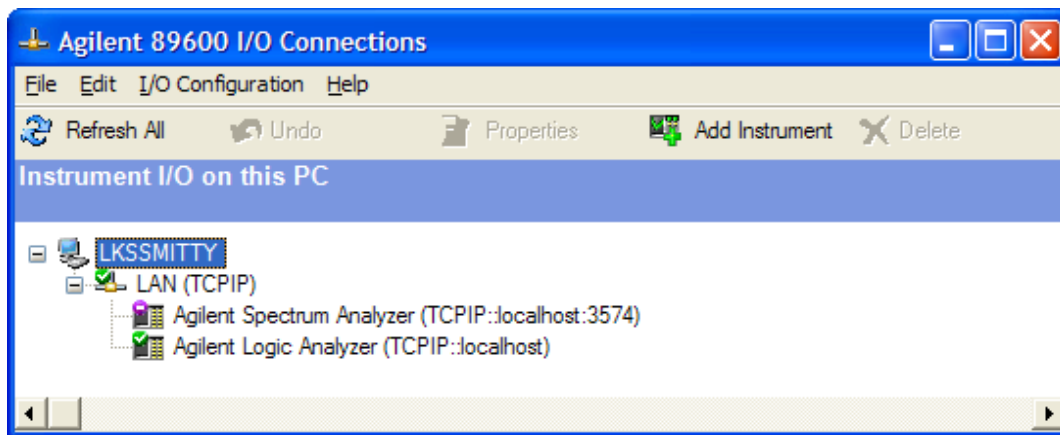 Agilent 89600 I/O Connections
File Edit I/O Configuration Help
Refresh All Undo Properties Add Instrument Delete
Instrument I/O on this PC
LKSSMITTY
LAN (TCPIP)
Agilent Spectrum Analyzer (TCPIP::localhost:3574)
Agilent Logic Analyzer (TCPIP::localhost)